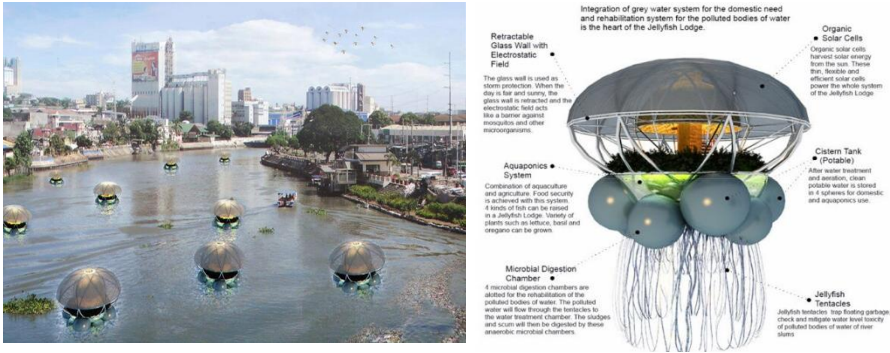 Integration of grey water system for the domestic need
and rehabilitation system for the polluted bodies of water
is the heart of the Jellyfish Lodge.
Retractable
Glass Wall with
Electrostatic
Field
The glass wall is used as
storm protection. When the
day is fair and sunny, the
glass wall is retracted and the
electrostatic field acts
like a barrier against
mosquitos and other
microorganisms.
Organic
Solar Cells
Organic solar cells
harvest solar energy
from the sun. These
thin, flexible and
efficient solar cells
power the whole system
of the Jellyfish Lodge
Aquaponics
System
Combination of aquaculture
and agriculture. Food security
is achieved with this system.
4 kinds of fish can be raised
in a Jellyfish Lodge. Variety of
plants such as lettuce, basil and
oregano can be grown.
Cistern Tank
(Potable)
After water treatment
and aeration, clean
potable water is stored
in 4 spheres for domestic
and aquaponics use.
Microbial Digestion
Chamber
4 microbial digestion chambers are
alotted for the rehabilitation of the
polluted bodies of water. The polluted
water will flow through the tentacles to
the water treatment chamber. The sludges
and scum will then be digested by these
anaerobic microbial chambers.
Jellyfish
Tentacles
Jellyfish tentacles trap floating garbage,
check and mitigate water level toxicity
of polluted bodies of water of river
slums